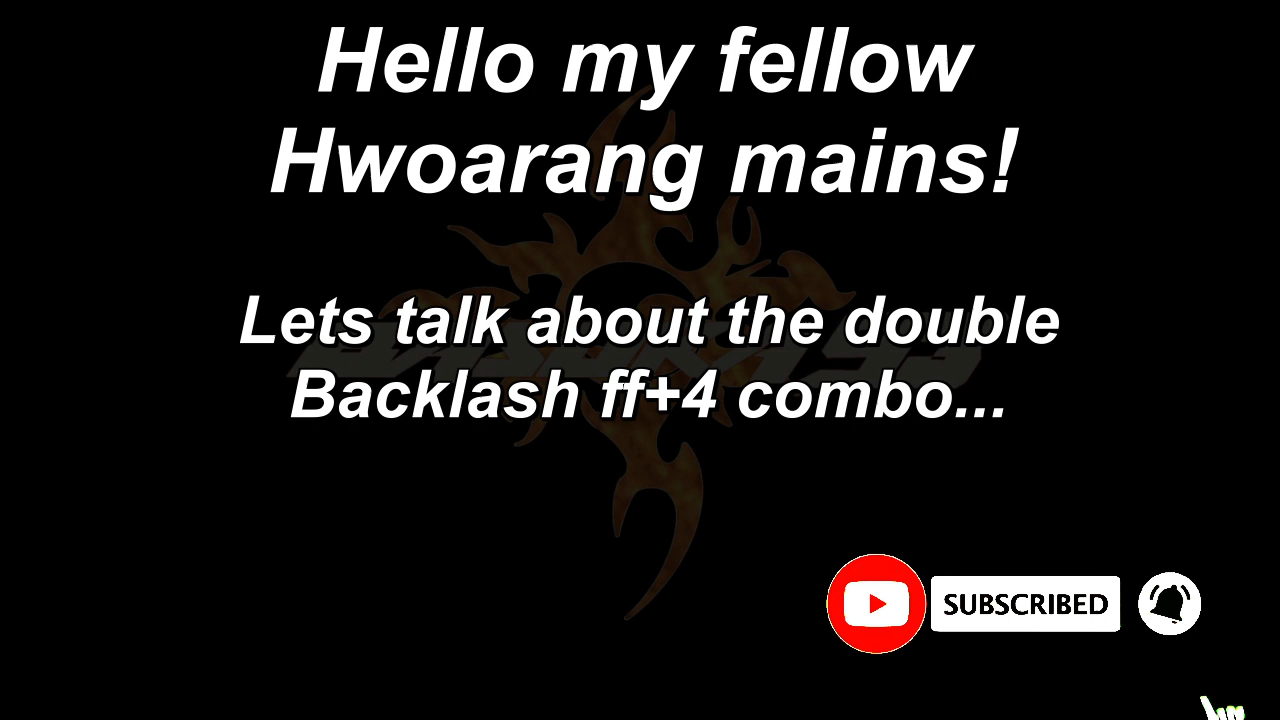 Hello my fellow
Hwoarang mains!
Lets talk about the double
Backlash ff+4 combo...
SUBSCRIBED